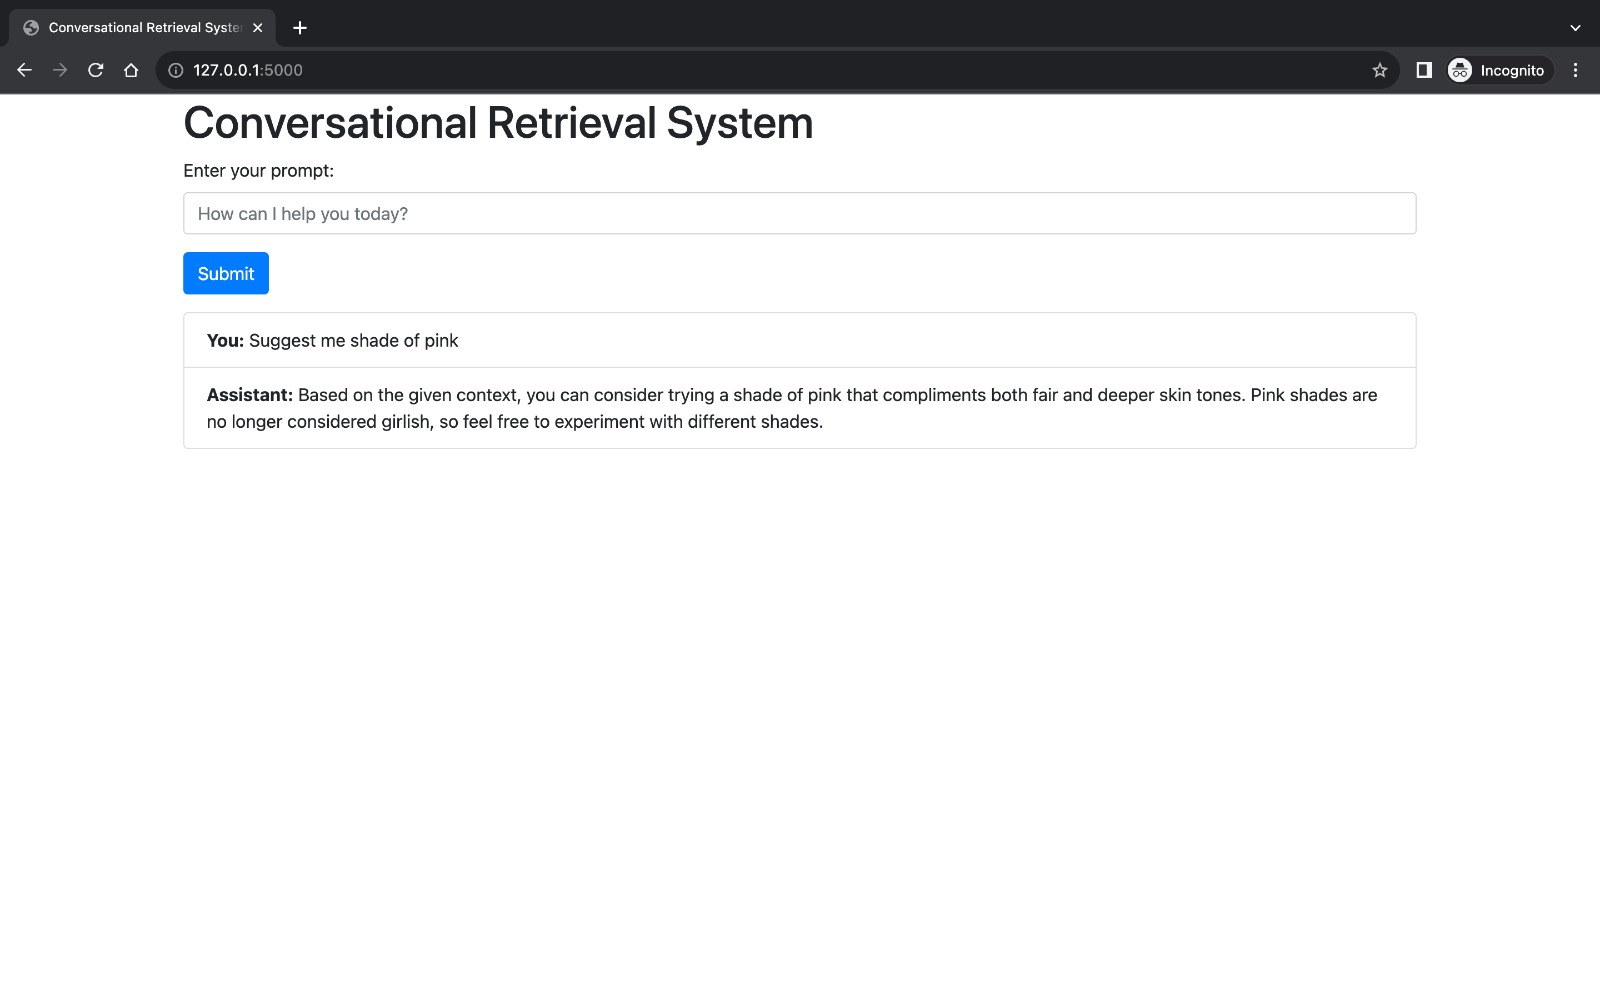 Conversational Retrieval Syste
127.0.0.1:5000
Incognito
Conversational Retrieval System
Enter your prompt:
How can I help you today?
Submit
You: Suggest me shade of pink
Assistant: Based on the given context, you can consider trying a shade of pink that compliments both fair and deeper skin tones. Pink shades are
no longer considered girlish, so feel free to experiment with different shades.